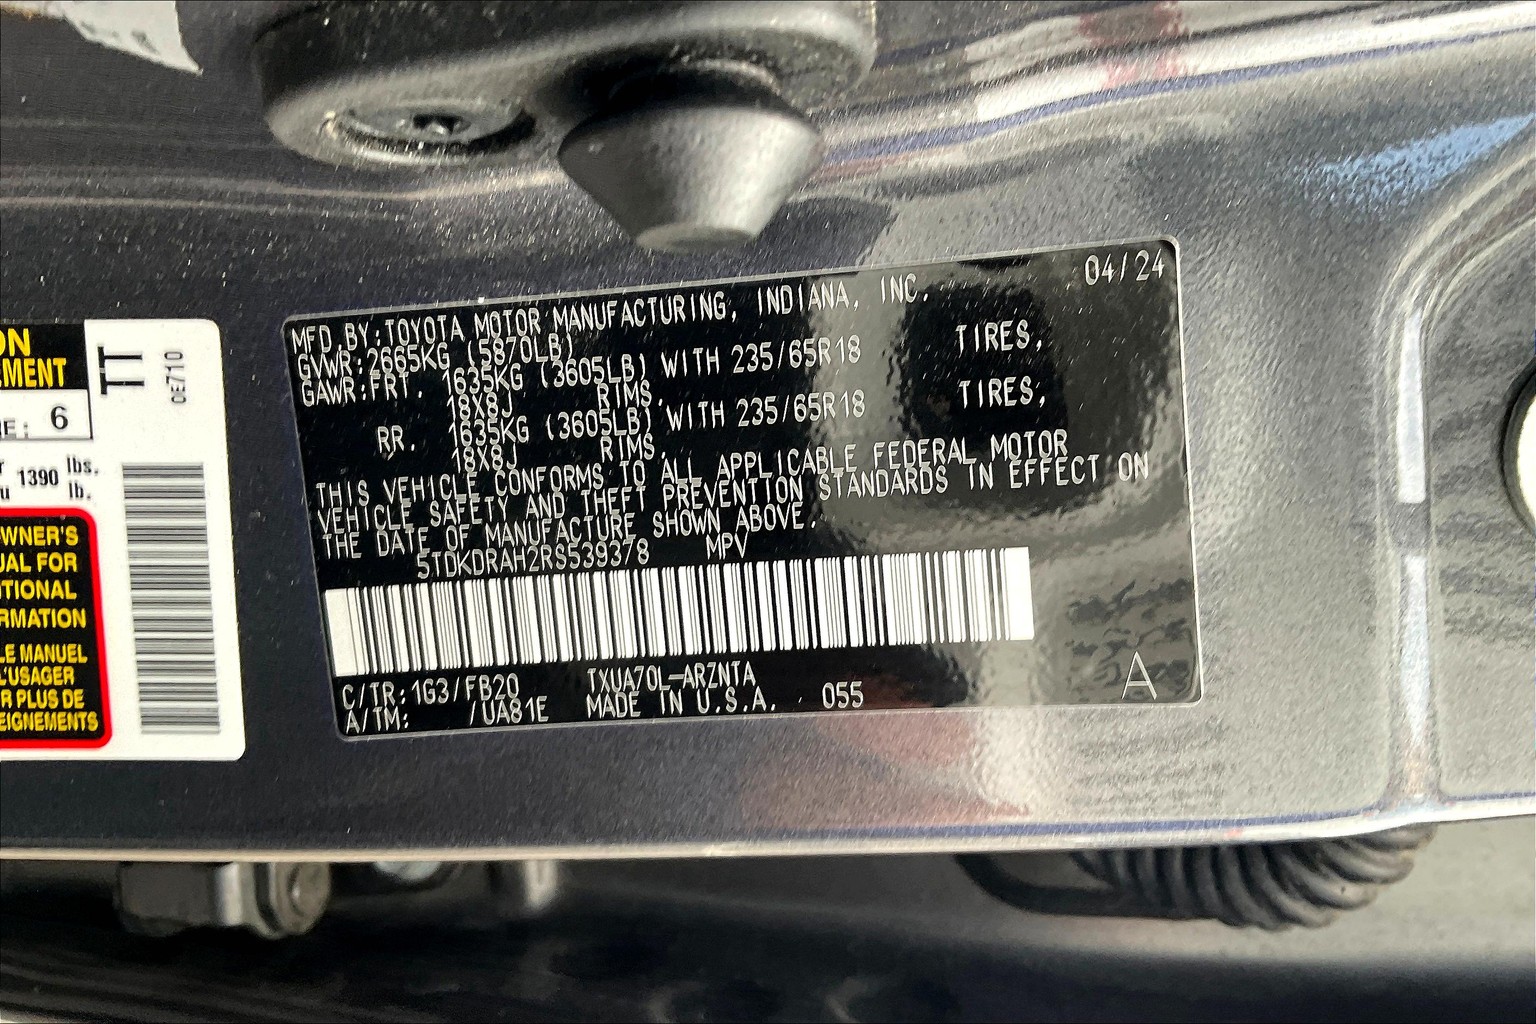 ON
EMENT
E: 6
1390 lbs.
lb.
OWNER'S
UAL FOR
ITIONAL
RMATION
LE MANUEL
L'USAGER
R PLUS DE
EIGNEMENTS
TT
0E710
04/24
MFD.BY:TOYOTA MOTOR MANUFACTURING, INDIANA, INC.
GVWR:2665KG (5870LB)
GAWR:FRT. 1635KG (3605LB) WITH 235/65R18 TIRES,
18X8J RIMS.
RR. 1635KG (3605LB) WITH 235/65R18 TIRES,
18X8J RIMS.
THIS VEHICLE CONFORMS TO ALL APPLICABLE FEDERAL MOTOR
VEHICLE SAFETY AND THEFT PREVENTION STANDARDS IN EFFECT ON
THE DATE OF MANUFACTURE SHOWN ABOVE.
5TDKDRAH2RS539378 MPV
C/TR:1G3/FB20 TXUA70L-ARZNTA
A/TM: /UA81E MADE IN U.S.A. 055
A